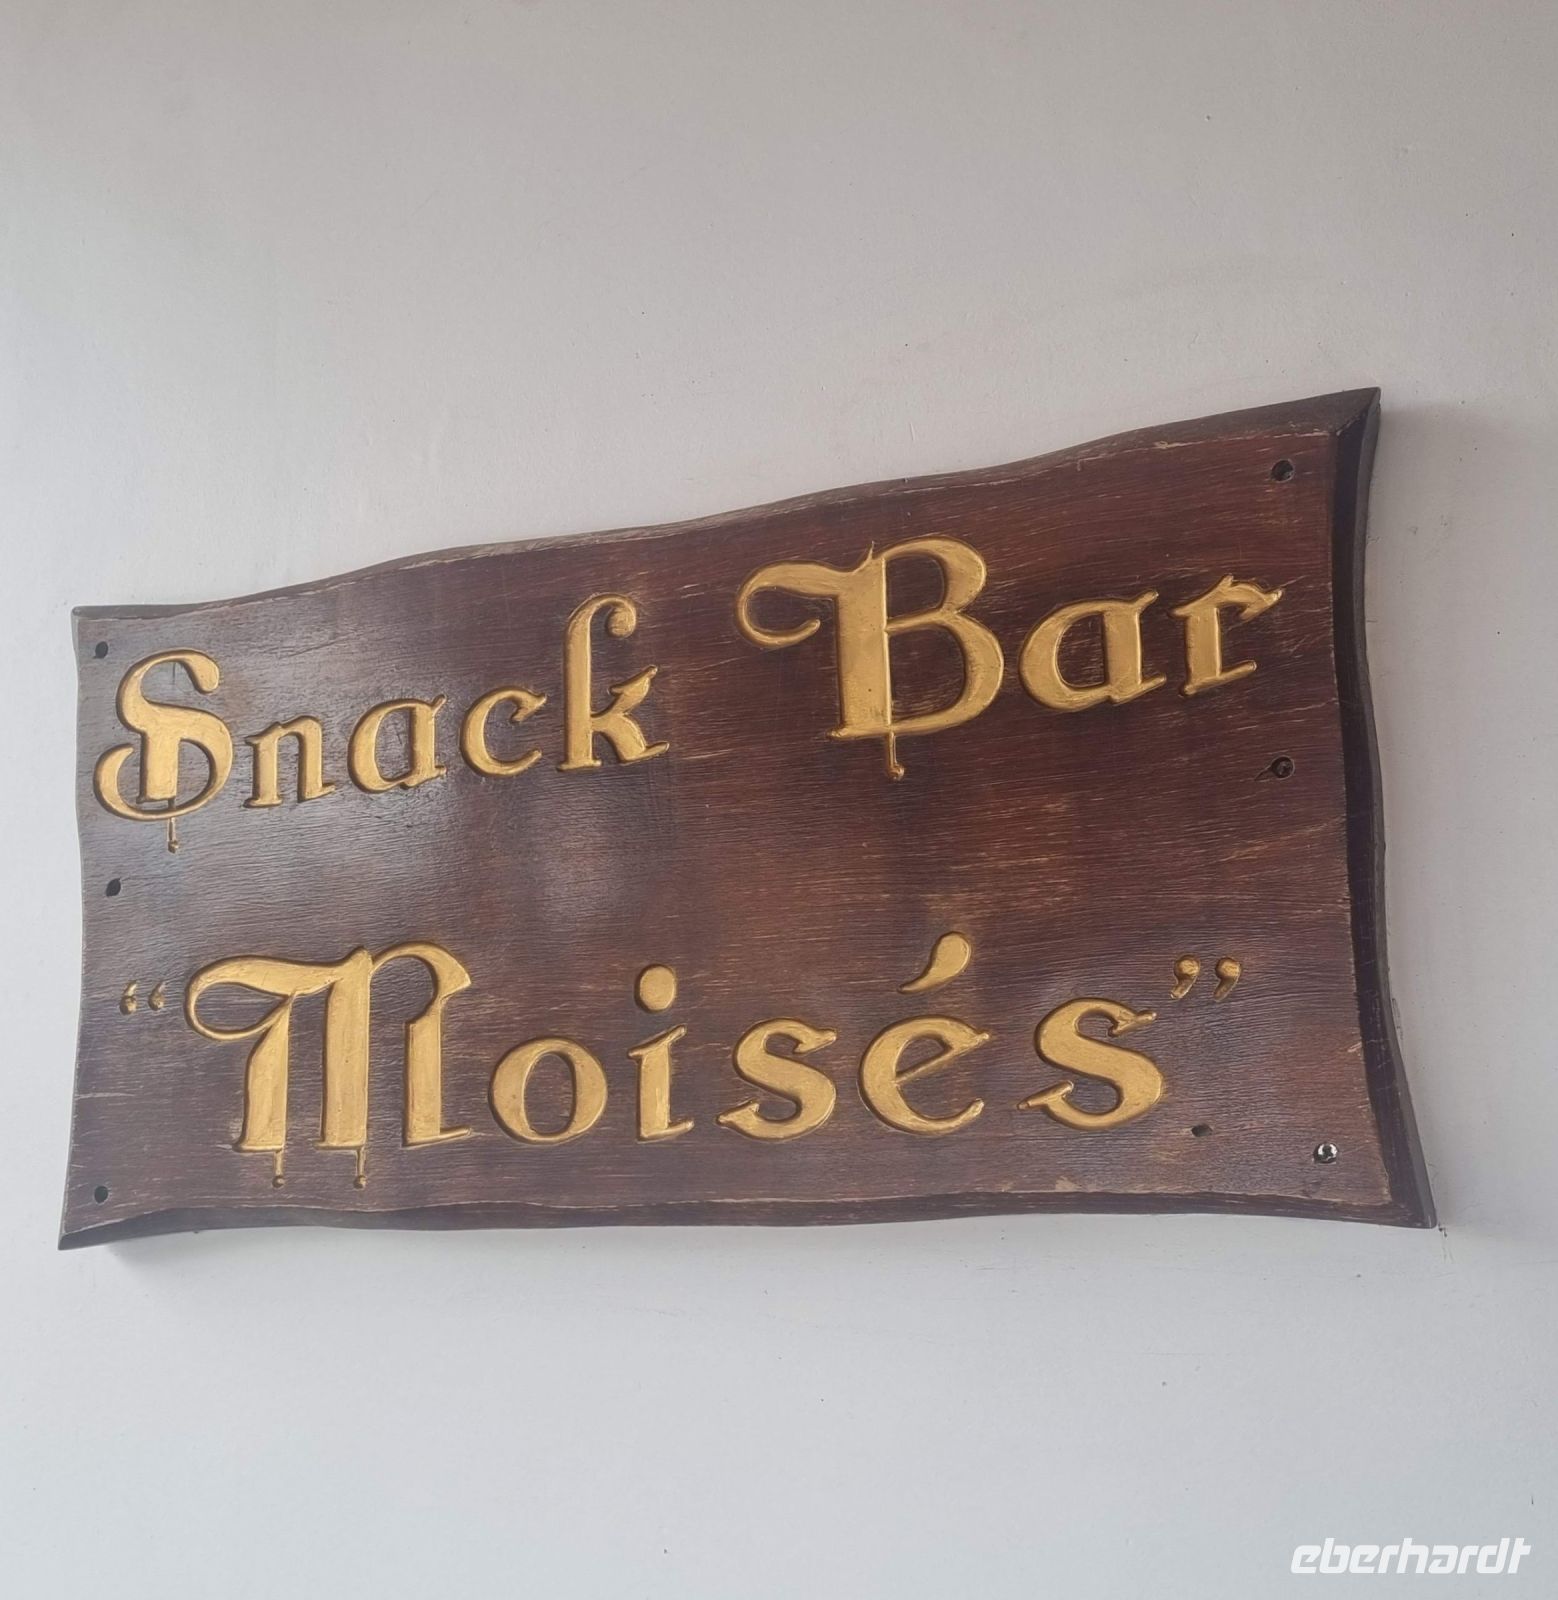 Snack Bar
“Moisés”
eberhardt